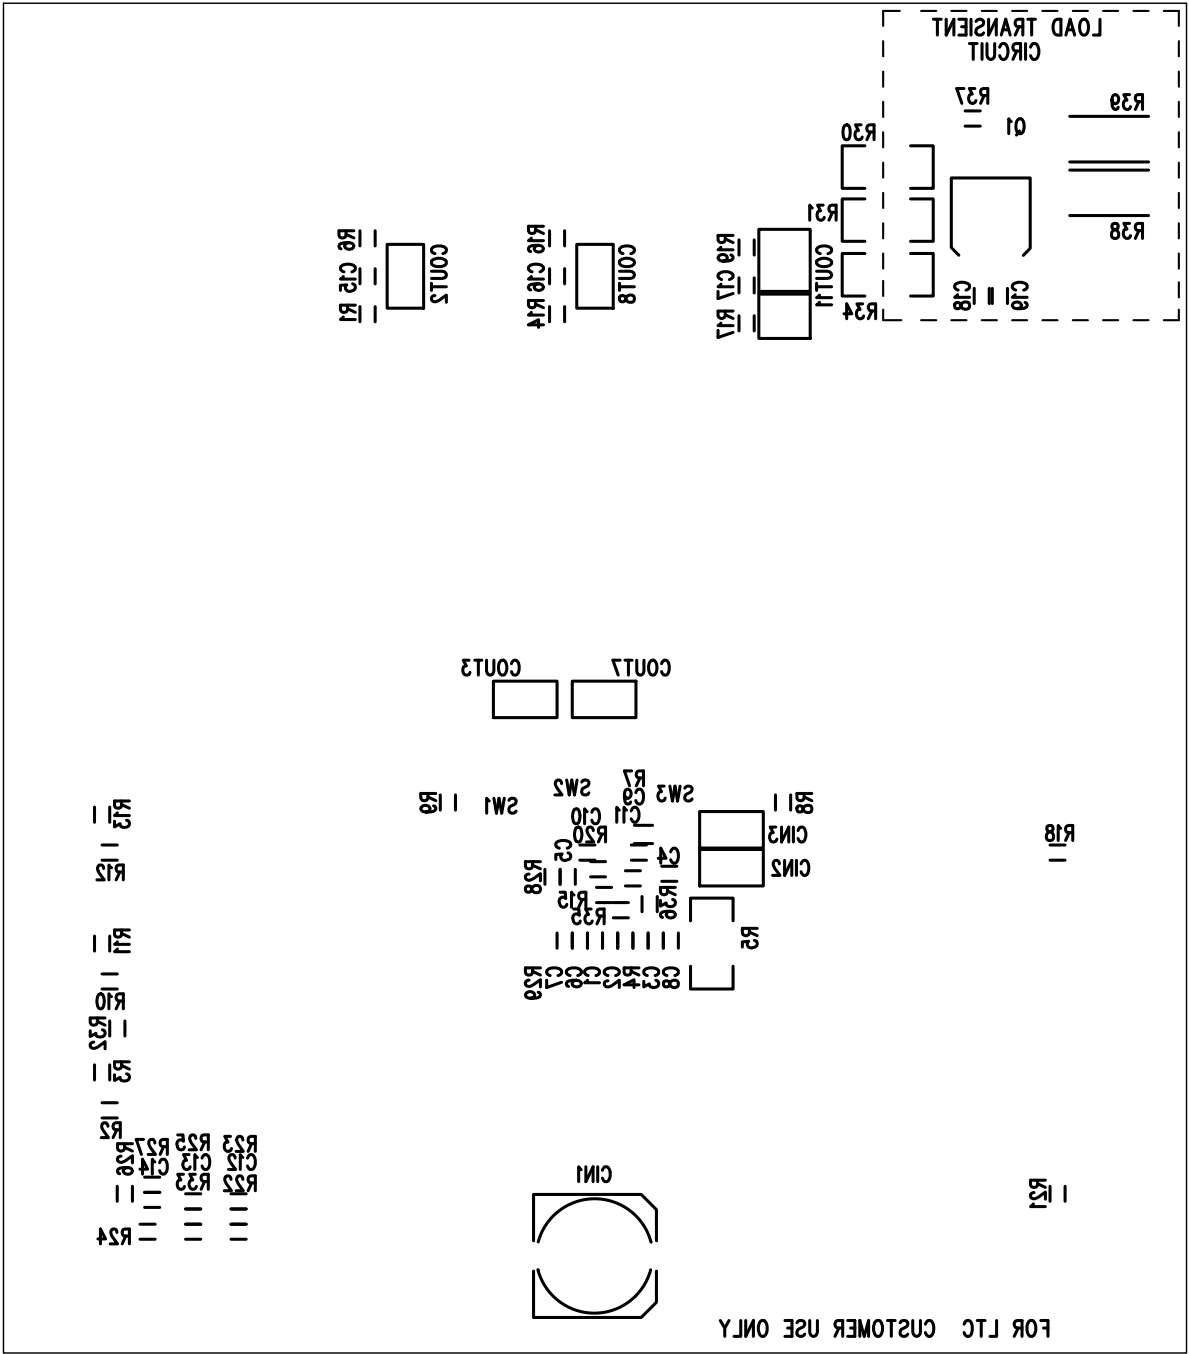 LOAD TRANSIENT
CIRCUIT
R37
R39
Q1
R30
R31
R38
R34
C18
C19
R6
C15
R1
COUT2
R16
C16
R14
COUT8
R19
C17
R17
COUT11
COUT3
COUT7
R9
SW1
SW2
R7
C9
SW3
C10
C11
R20
C5
C4
R28
R15
R35
R36
R8
CIN3
CIN2
R5
R29
C7
C6
C1
C2
R4
C3
C8
R18
R13
R12
R11
R10
R32
R3
R2
R26
R27
C14
R25
C13
R33
R23
C12
R22
R24
CIN1
R21
FOR LTC CUSTOMER USE ONLY